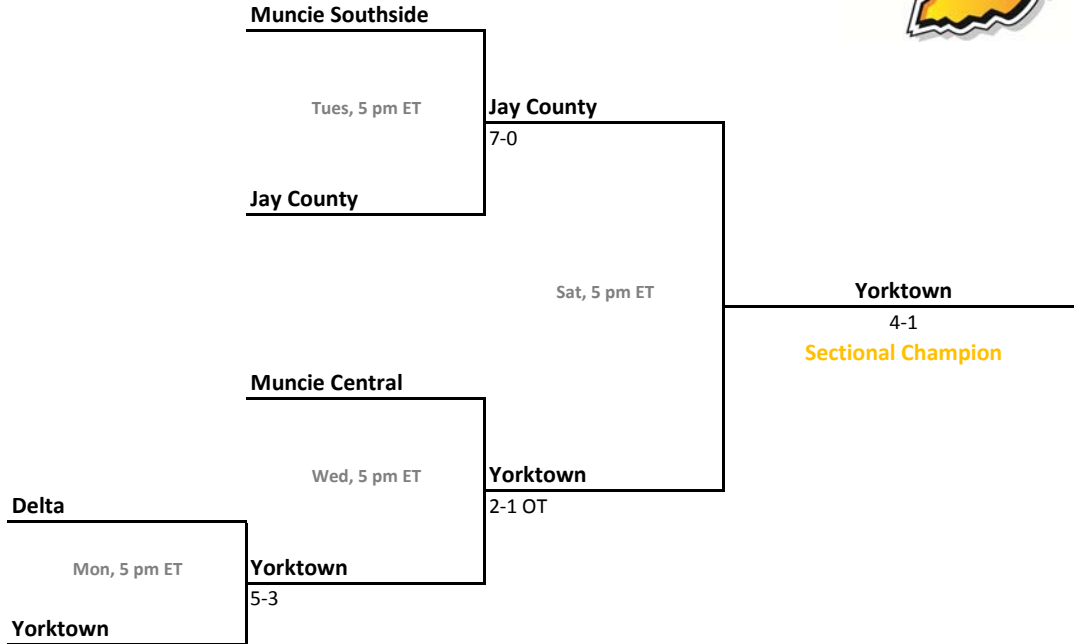 Muncie Southside
Tues, 5 pm ET
Jay County
7-0
Jay County
Sat, 5 pm ET
Yorktown
4-1
Sectional Champion
Muncie Central
Wed, 5 pm ET
Yorktown
2-1 OT
Delta
Mon, 5 pm ET
Yorktown
5-3
Yorktown